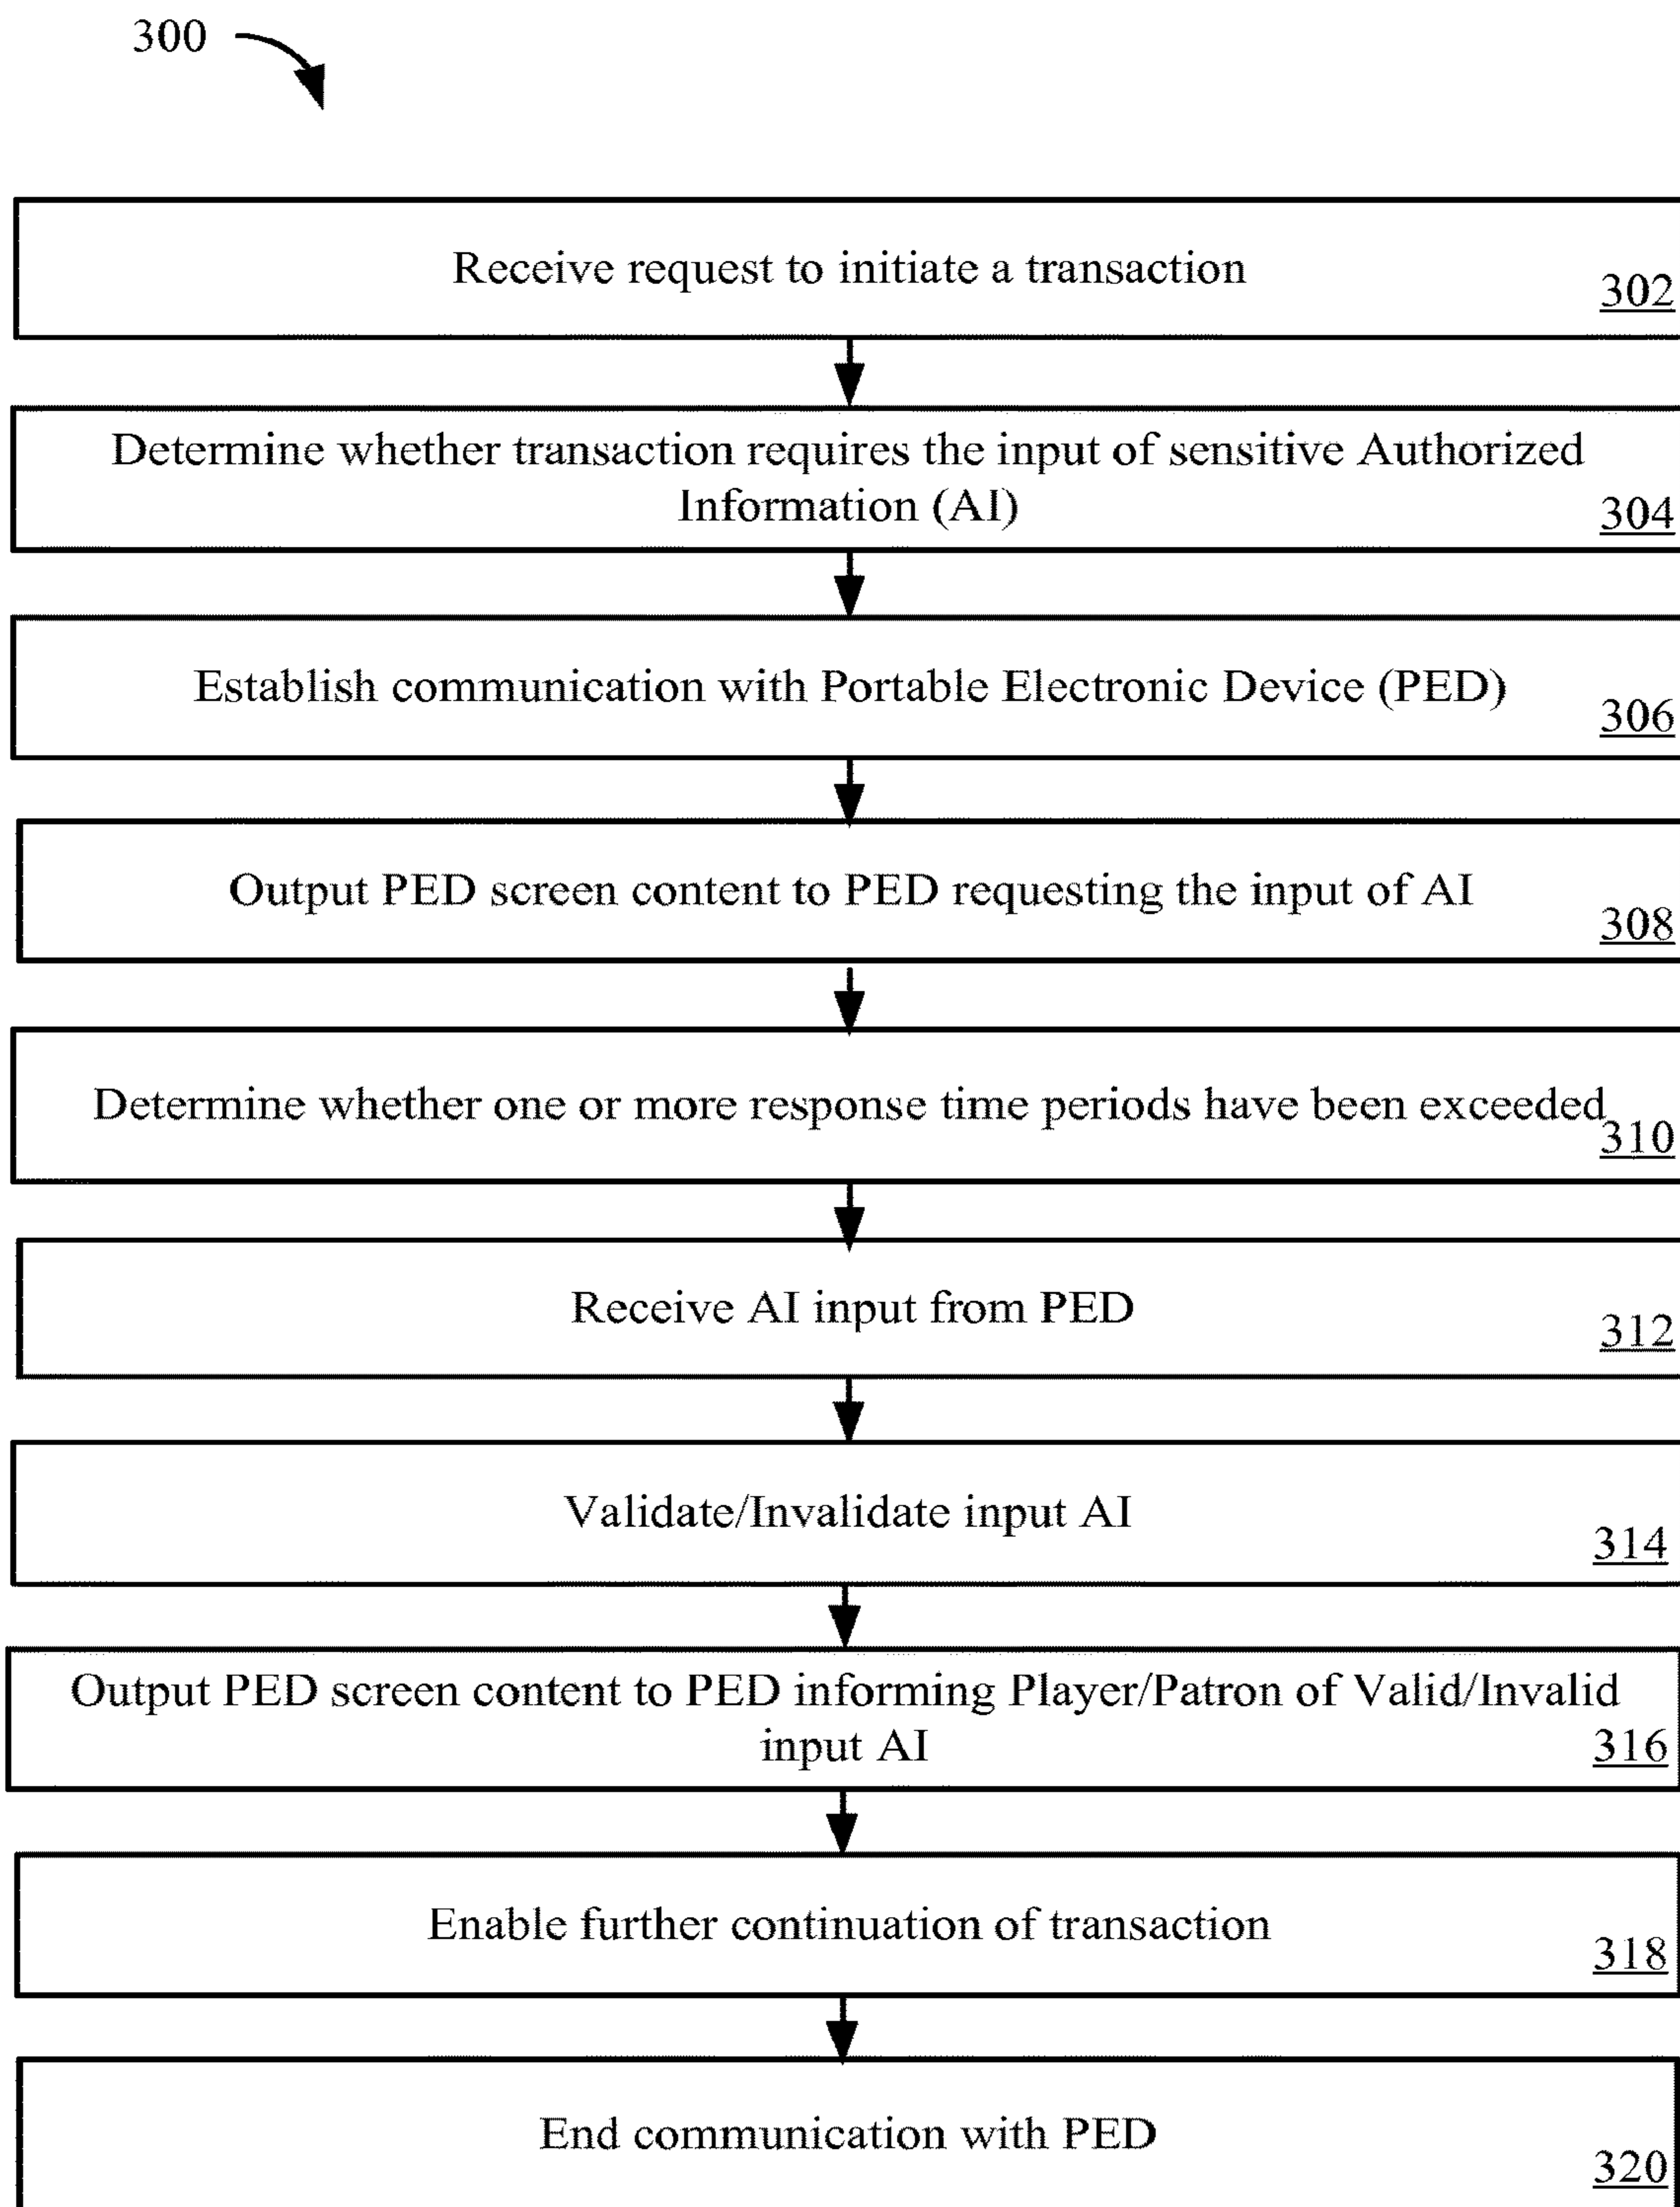 300
Receive request to initiate a transaction
302
Determine whether transaction requires the input of sensitive Authorized
Information (AI)
304
Establish communication with Portable Electronic Device (PED)
306
Output PED screen content to PED requesting the input of AI
308
Determine whether one or more response time periods have been exceeded
310
Receive AI input from PED
312
Validate/Invalidate input AI
314
Output PED screen content to PED informing Player/Patron of Valid/Invalid
input AI
316
Enable further continuation of transaction
318
End communication with PED
320